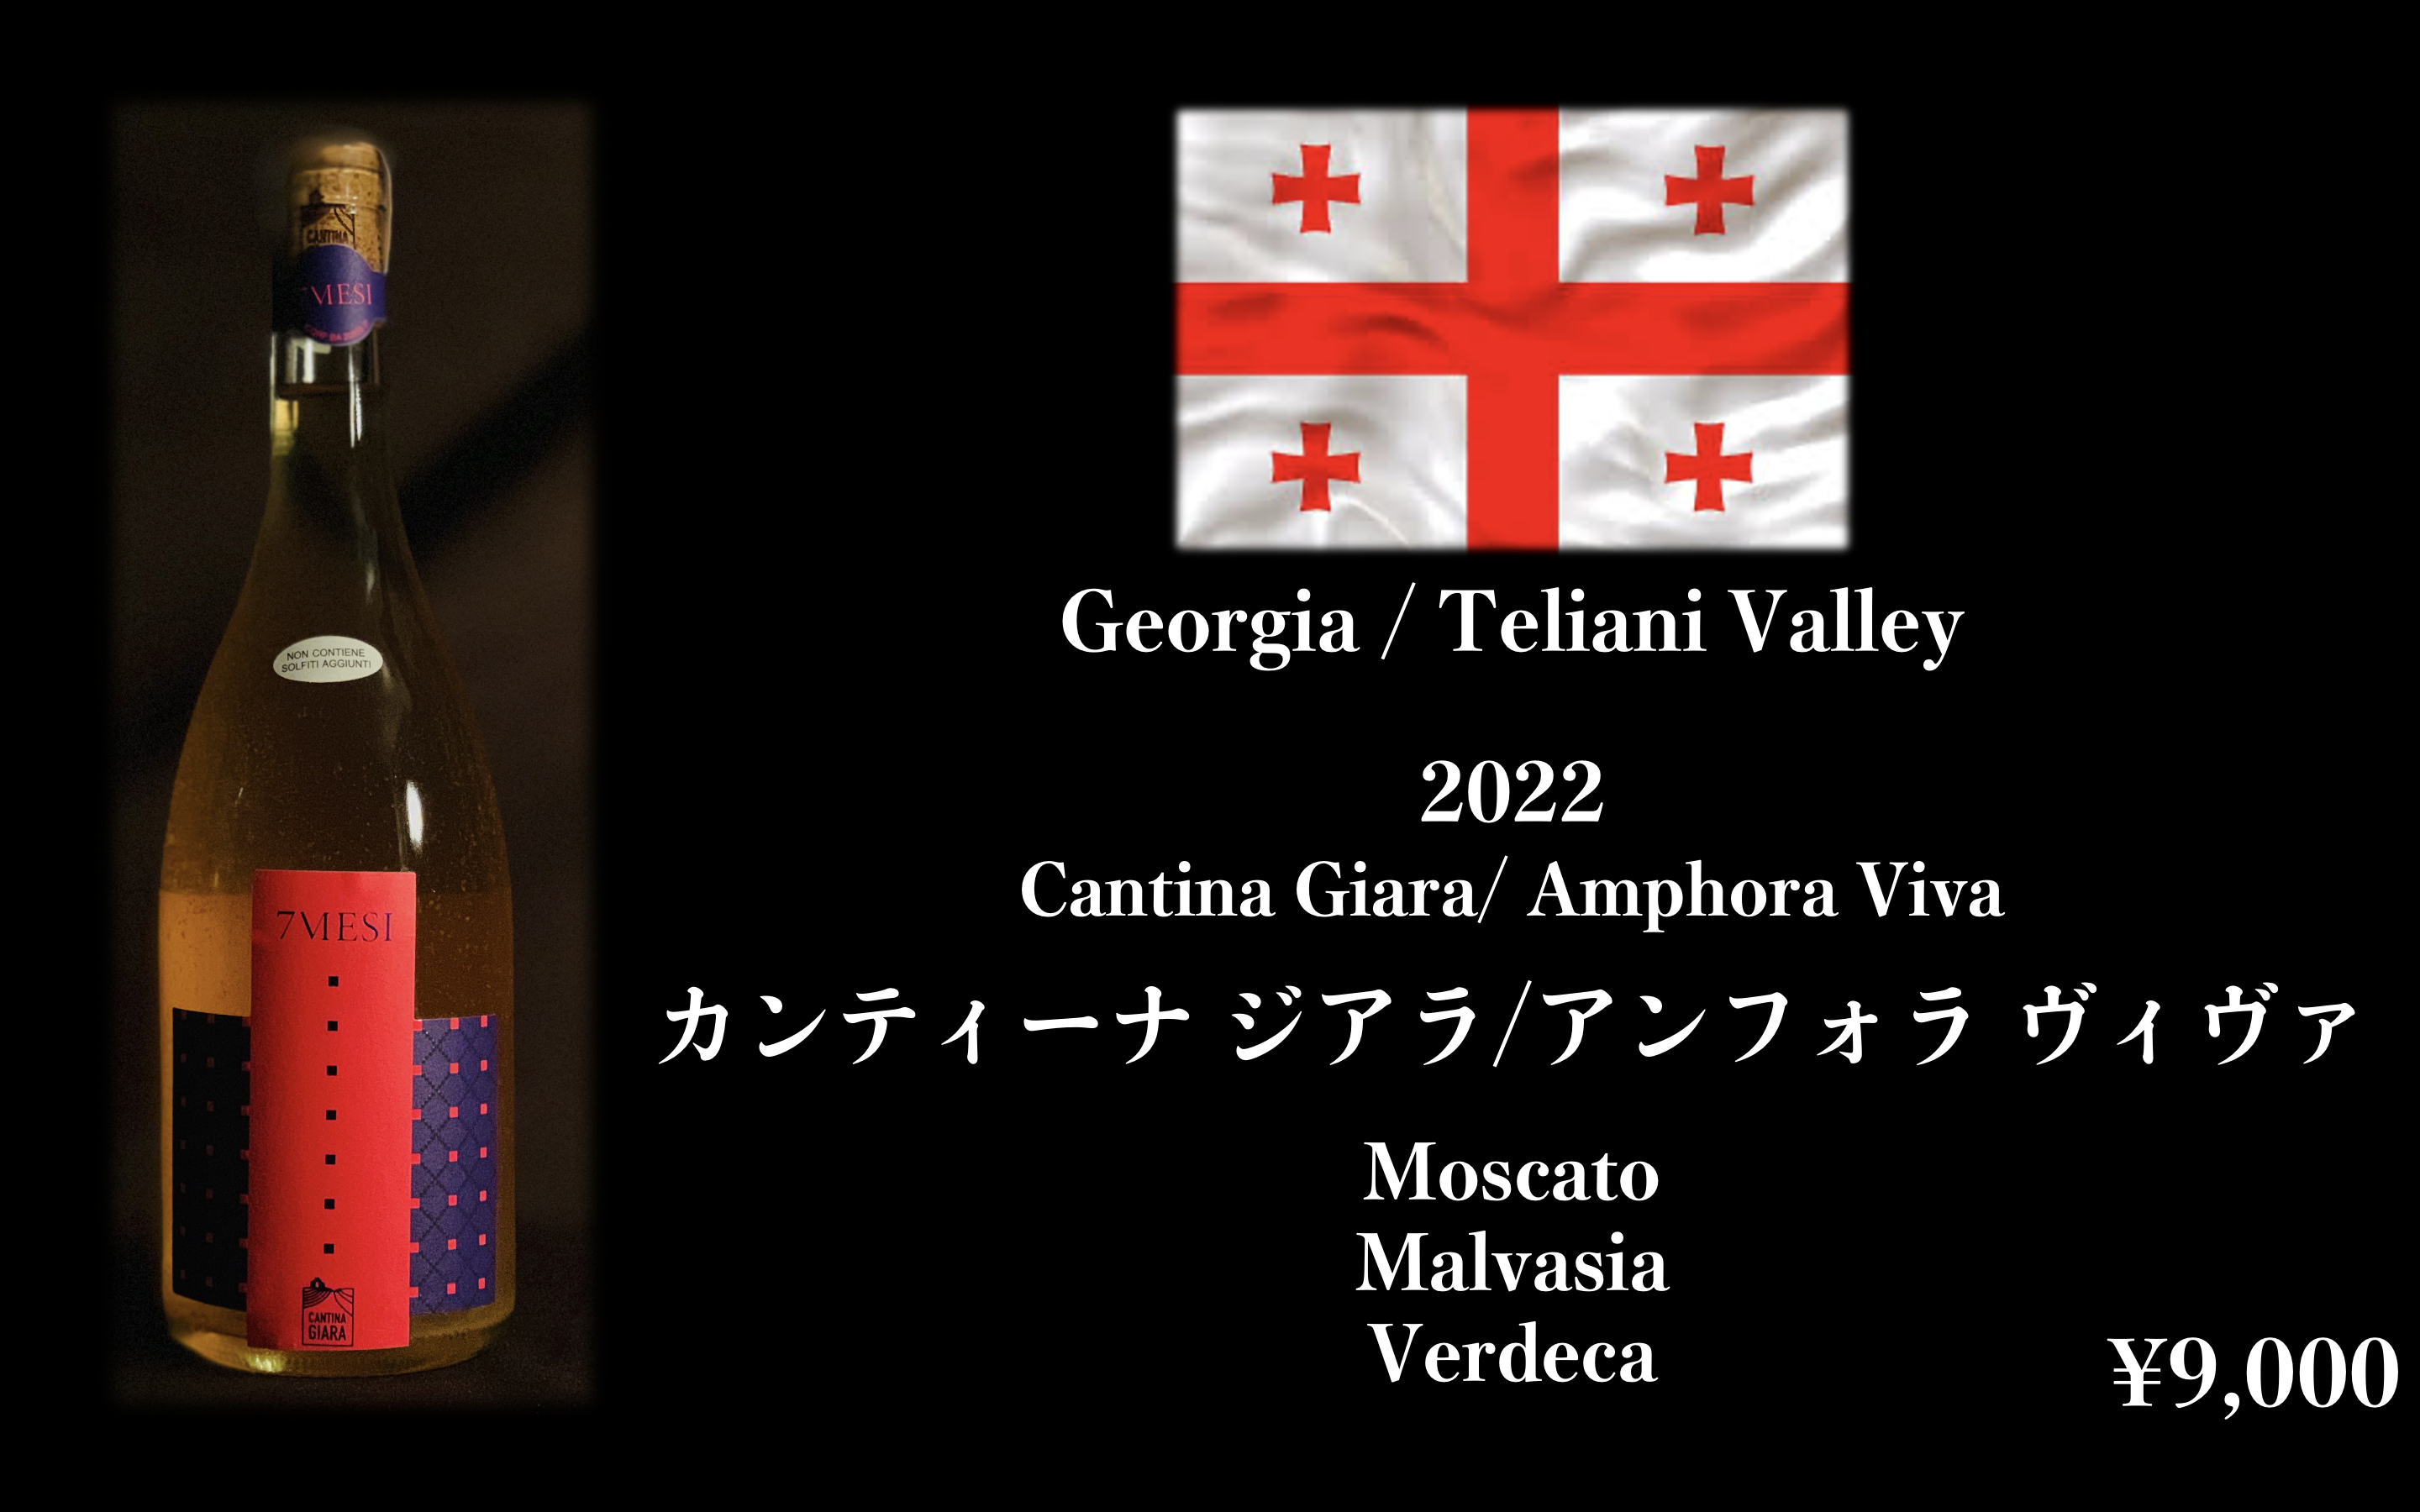 CANTINA
7MESI
NON CONTIENE
SOLFITI AGGIUNTI
7MESI
CANTINA
GIARA
Georgia / Teliani Valley
2022
Cantina Giara/ Amphora Viva
カンティーナ ジアラ/アンフォラ ヴィヴァ
Moscato
Malvasia
Verdeca
¥9,000